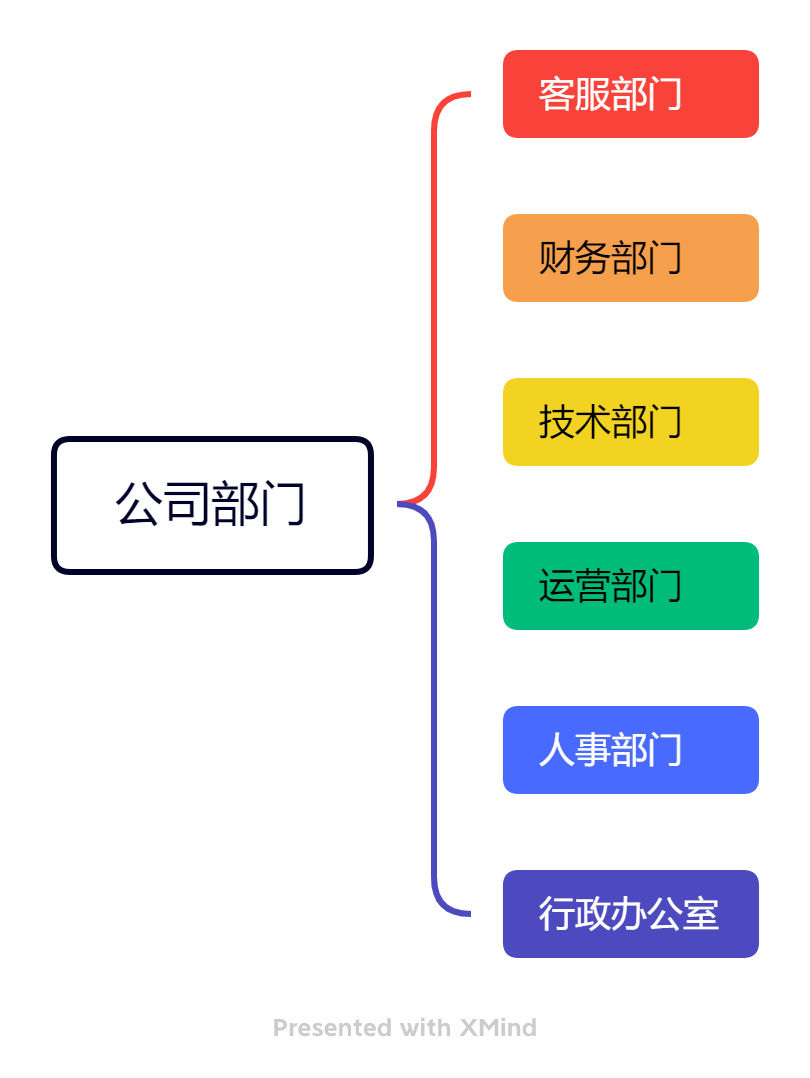 客服部门
财务部门
技术部门
公司部门
运营部门
人事部门
行政办公室
Presented with XMind